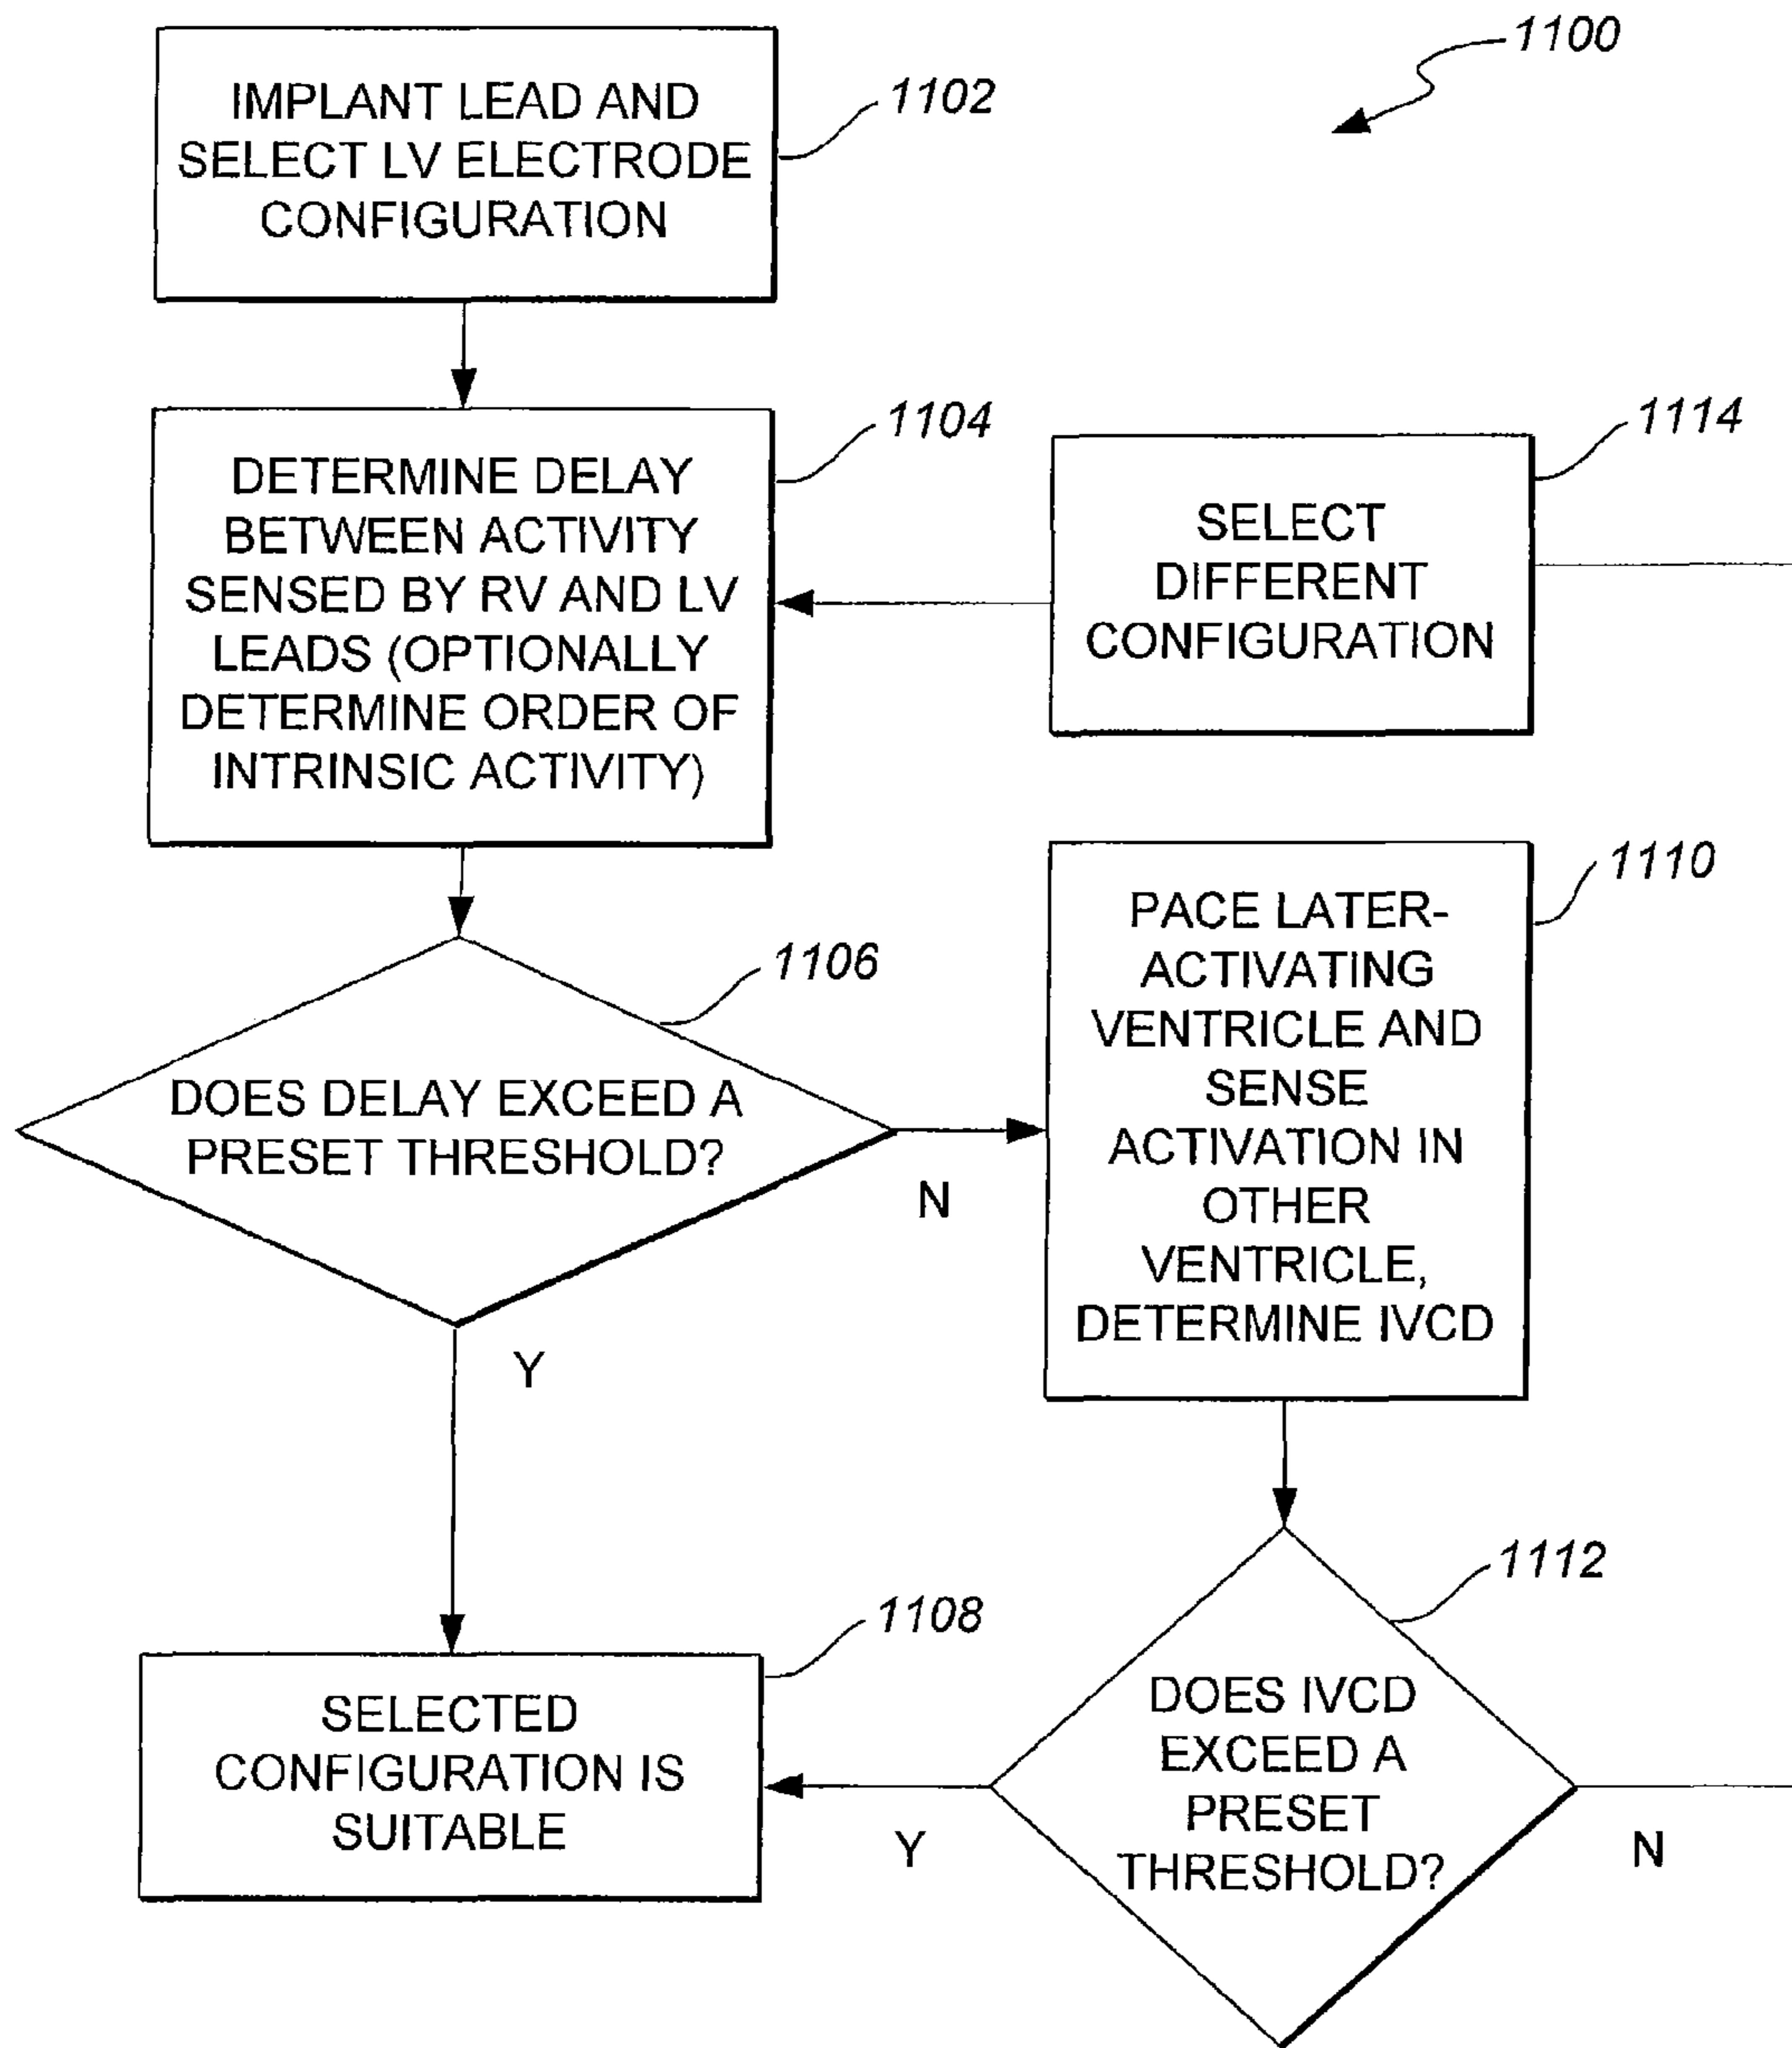 1100
IMPLANT LEAD AND
SELECT LV ELECTRODE
CONFIGURATION
1102
DETERMINE DELAY
BETWEEN ACTIVITY
SENSED BY RV AND LV
LEADS (OPTIONALLY
DETERMINE ORDER OF
INTRINSIC ACTIVITY)
1104
SELECT
DIFFERENT
CONFIGURATION
1114
DOES DELAY EXCEED A
PRESET THRESHOLD?
1106
N
Y
PACE LATER-
ACTIVATING
VENTRICLE AND
SENSE
ACTIVATION IN
OTHER
VENTRICLE,
DETERMINE IVCD
1110
SELECTED
CONFIGURATION IS
SUITABLE
1108
DOES IVCD
EXCEED A
PRESET
THRESHOLD?
1112
Y
N